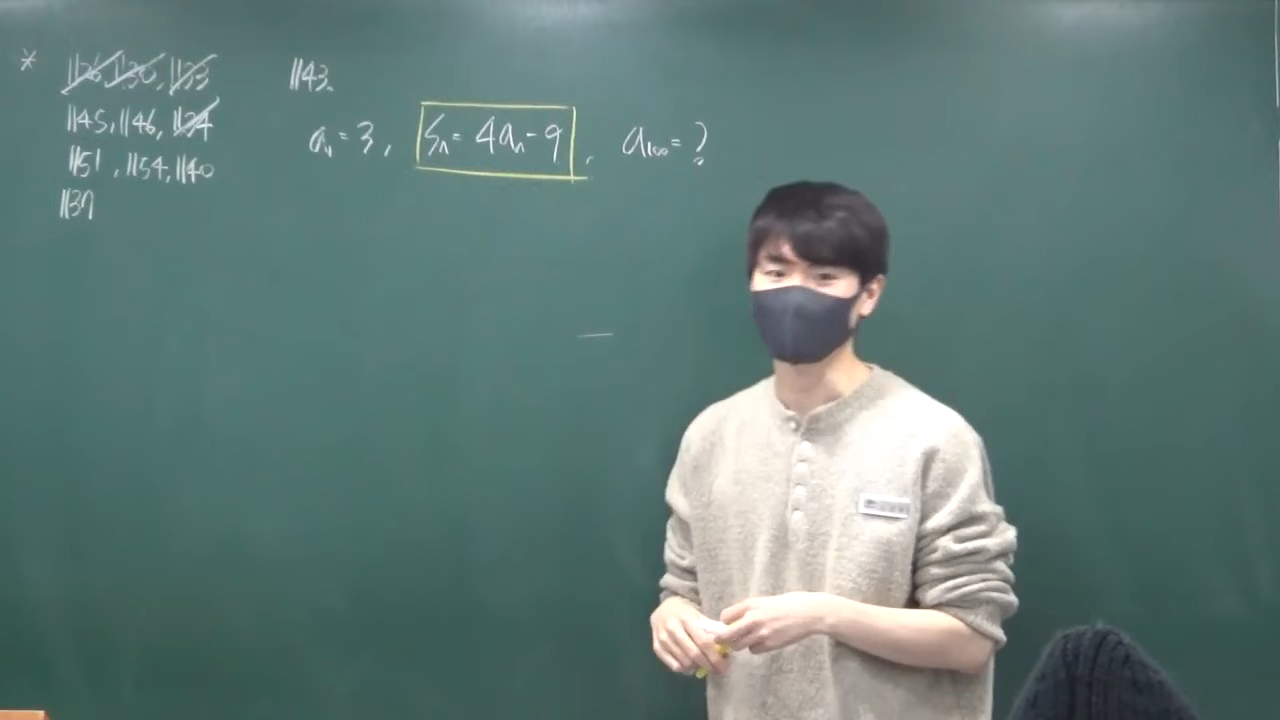 * 1126, 1130, 1133
1145, 1146, 1134
1151, 1154, 1140
1137
1143.
a₁ = 3, Sₙ = 4aₙ - 9, a₁₀₀ = ?